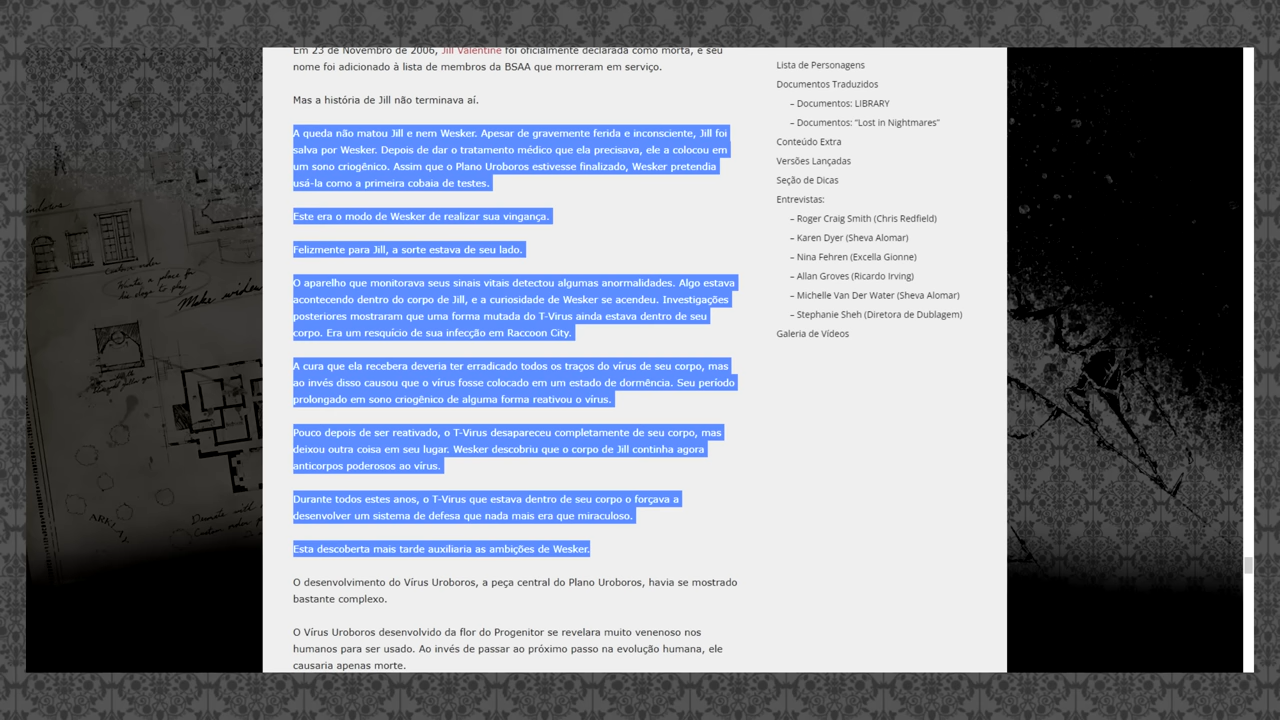 Em 23 de Novembro de 2006, Jill Valentine foi oficialmente declarada como morta, e seu
nome foi adicionado à lista de membros da BSAA que morreram em serviço.
Mas a história de Jill não terminava aí.
A queda não matou Jill e nem Wesker. Apesar de gravemente ferida e inconsciente, Jill foi
salva por Wesker. Depois de dar o tratamento médico que ela precisava, ele a colocou em
um sono criogênico. Assim que o Plano Uroboros estivesse finalizado, Wesker pretendia
usá-la como a primeira cobaia de testes.
Este era o modo de Wesker de realizar sua vingança.
Felizmente para Jill, a sorte estava de seu lado.
O aparelho que monitorava seus sinais vitais detectou algumas anormalidades. Algo estava
acontecendo dentro do corpo de Jill, e a curiosidade de Wesker se acendeu. Investigações
posteriores mostraram que uma forma mutada do T-Virus ainda estava dentro de seu
corpo. Era um resquício de sua infecção em Raccoon City.
A cura que ela recebera deveria ter erradicado todos os traços do vírus de seu corpo, mas
ao invés disso causou que o vírus fosse colocado em um estado de dormência. Seu período
prolongado em sono criogênico de alguma forma reativou o vírus.
Pouco depois de ser reativado, o T-Virus desapareceu completamente de seu corpo, mas
deixou outra coisa em seu lugar. Wesker descobriu que o corpo de Jill continha agora
anticorpos poderosos ao vírus.
Durante todos estes anos, o T-Virus que estava dentro de seu corpo o forçava a
desenvolver um sistema de defesa que nada mais era que miraculoso.
Esta descoberta mais tarde auxiliaria as ambições de Wesker.
O desenvolvimento do Vírus Uroboros, a peça central do Plano Uroboros, havia se mostrado
bastante complexo.
O Vírus Uroboros desenvolvido da flor do Progenitor se revelara muito venenoso nos
humanos para ser usado. Ao invés de passar ao próximo passo na evolução humana, ele
causaria apenas morte.
Lista de Personagens
Documentos Traduzidos
– Documentos: LIBRARY
– Documentos: “Lost in Nightmares”
Conteúdo Extra
Versões Lançadas
Seção de Dicas
Entrevistas:
– Roger Craig Smith (Chris Redfield)
– Karen Dyer (Sheva Alomar)
– Nina Fehren (Excella Gionne)
– Allan Groves (Ricardo Irving)
– Michelle Van Der Water (Sheva Alomar)
– Stephanie Sheh (Diretora de Dublagem)
Galeria de Vídeos